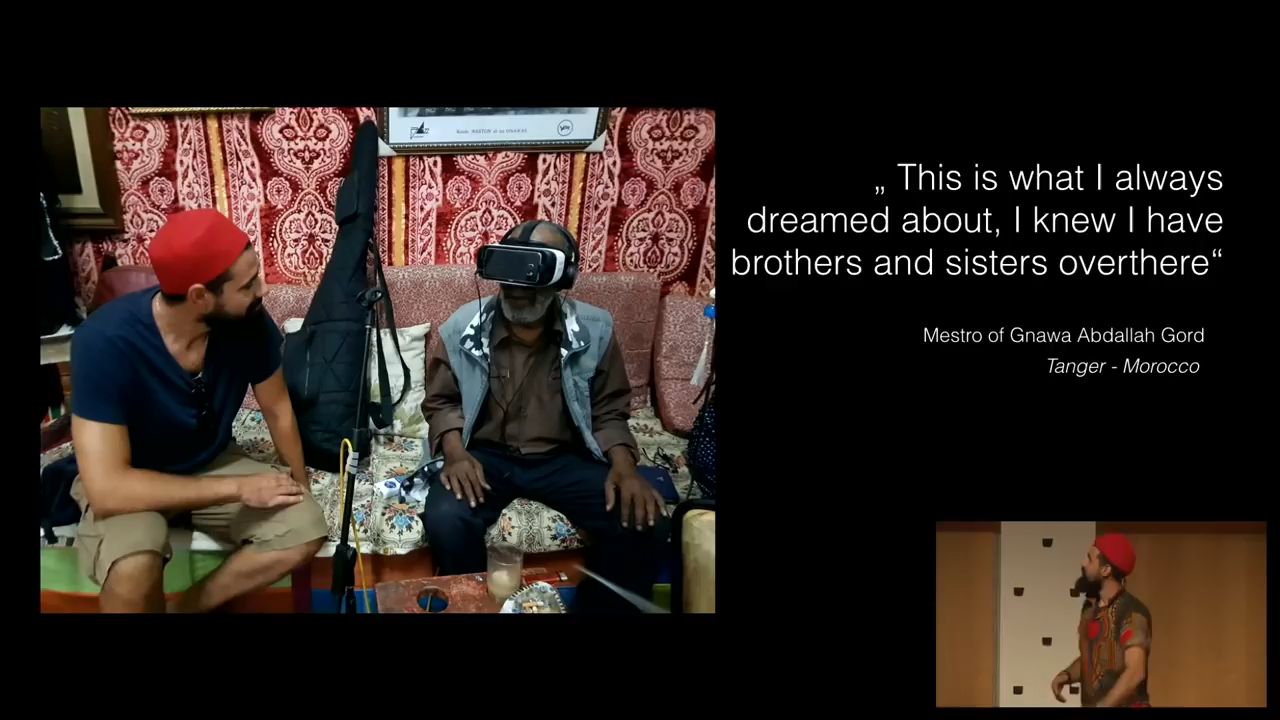 „ This is what I always
dreamed about, I knew I have
brothers and sisters overthere“
Mestro of Gnawa Abdallah Gord
Tanger - Morocco